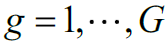 g = 1,⋯,G